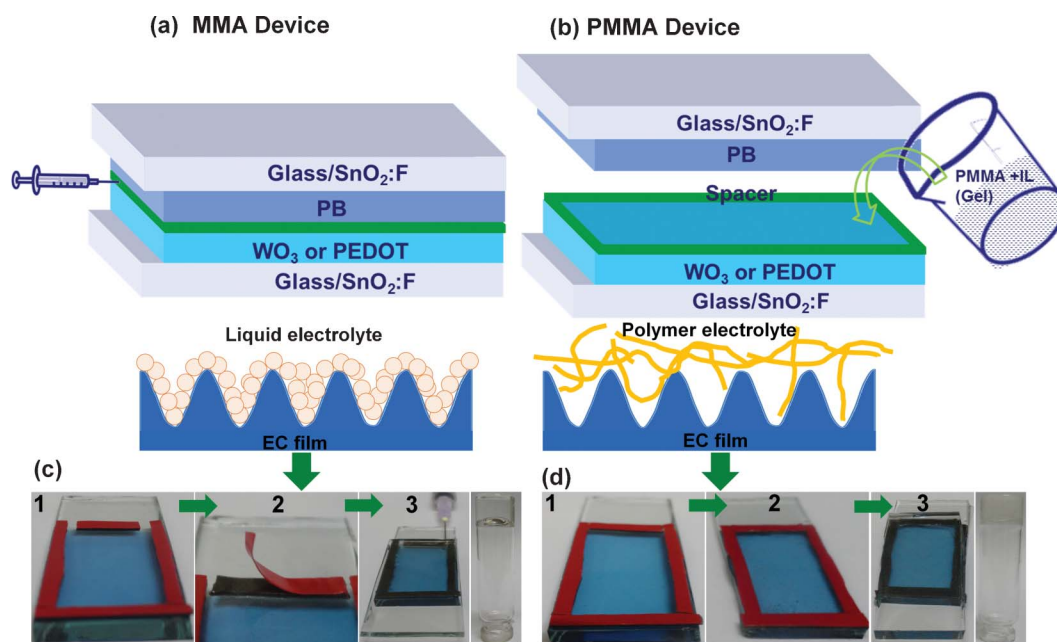 (a) MMA Device
Glass/SnO₂:F
PB
WO₃ or PEDOT
Glass/SnO₂:F
Liquid electrolyte
EC film
(b) PMMA Device
Glass/SnO₂:F
PB
PMMA +IL
(Gel)
Spacer
WO₃ or PEDOT
Glass/SnO₂:F
Polymer electrolyte
EC film
(c)
1
2
3
(d)
1
2
3